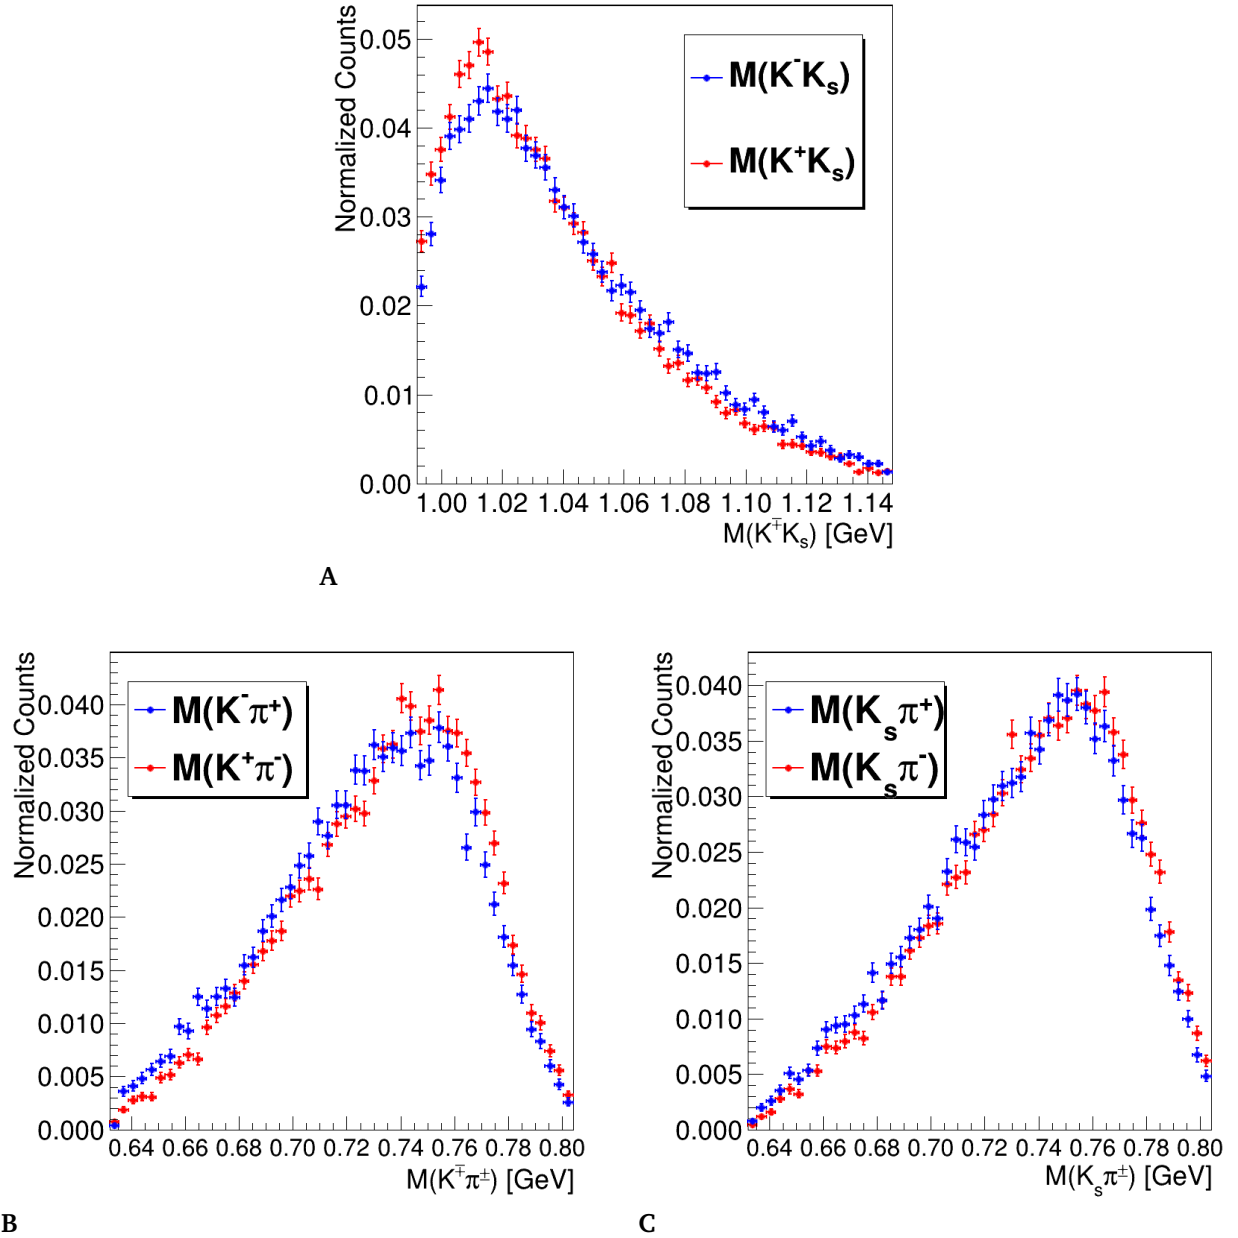 Normalized Counts
0.05
0.04
0.03
0.02
0.01
0.00
M(K⁻Kₛ)
M(K⁺Kₛ)
1.00 1.02 1.04 1.06 1.08 1.10 1.12 1.14
M(K∓Kₛ) [GeV]
A
Normalized Counts
0.040
0.035
0.030
0.025
0.020
0.015
0.010
0.005
0.000
M(K⁻π⁺)
M(K⁺π⁻)
0.64 0.66 0.68 0.70 0.72 0.74 0.76 0.78 0.80
M(K∓π±) [GeV]
B
Normalized Counts
0.040
0.035
0.030
0.025
0.020
0.015
0.010
0.005
0.000
M(Kₛπ⁺)
M(Kₛπ⁻)
0.64 0.66 0.68 0.70 0.72 0.74 0.76 0.78 0.80
M(Kₛπ±) [GeV]
C